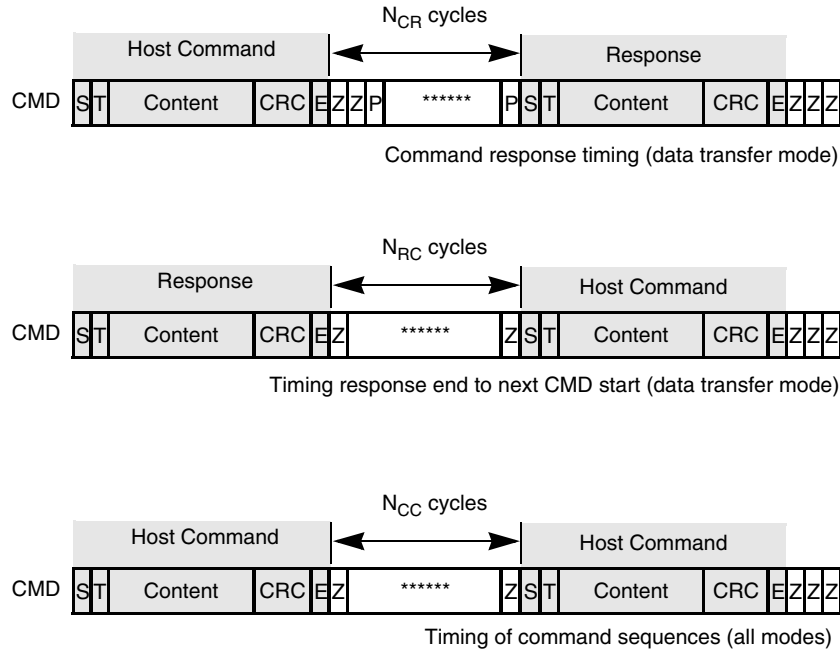 N_CR cycles
Host Command Response
CMD S T Content CRC E Z Z P ****** P S T Content CRC E Z Z Z
Command response timing (data transfer mode)
N_RC cycles
Response Host Command
CMD S T Content CRC E Z ****** Z S T Content CRC E Z Z Z
Timing response end to next CMD start (data transfer mode)
N_CC cycles
Host Command Host Command
CMD S T Content CRC E Z ****** Z S T Content CRC E Z Z Z
Timing of command sequences (all modes)